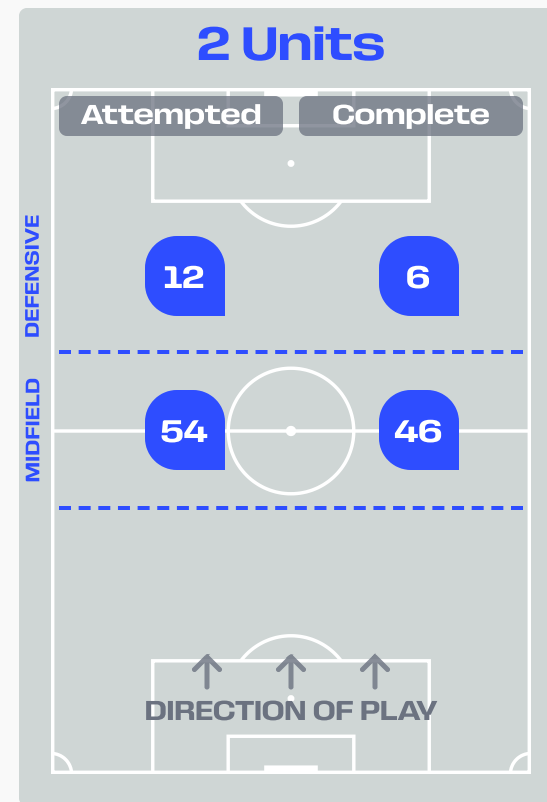 2 Units
Attempted
Complete
DEFENSIVE
12
6
MIDFIELD
54
46
DIRECTION OF PLAY